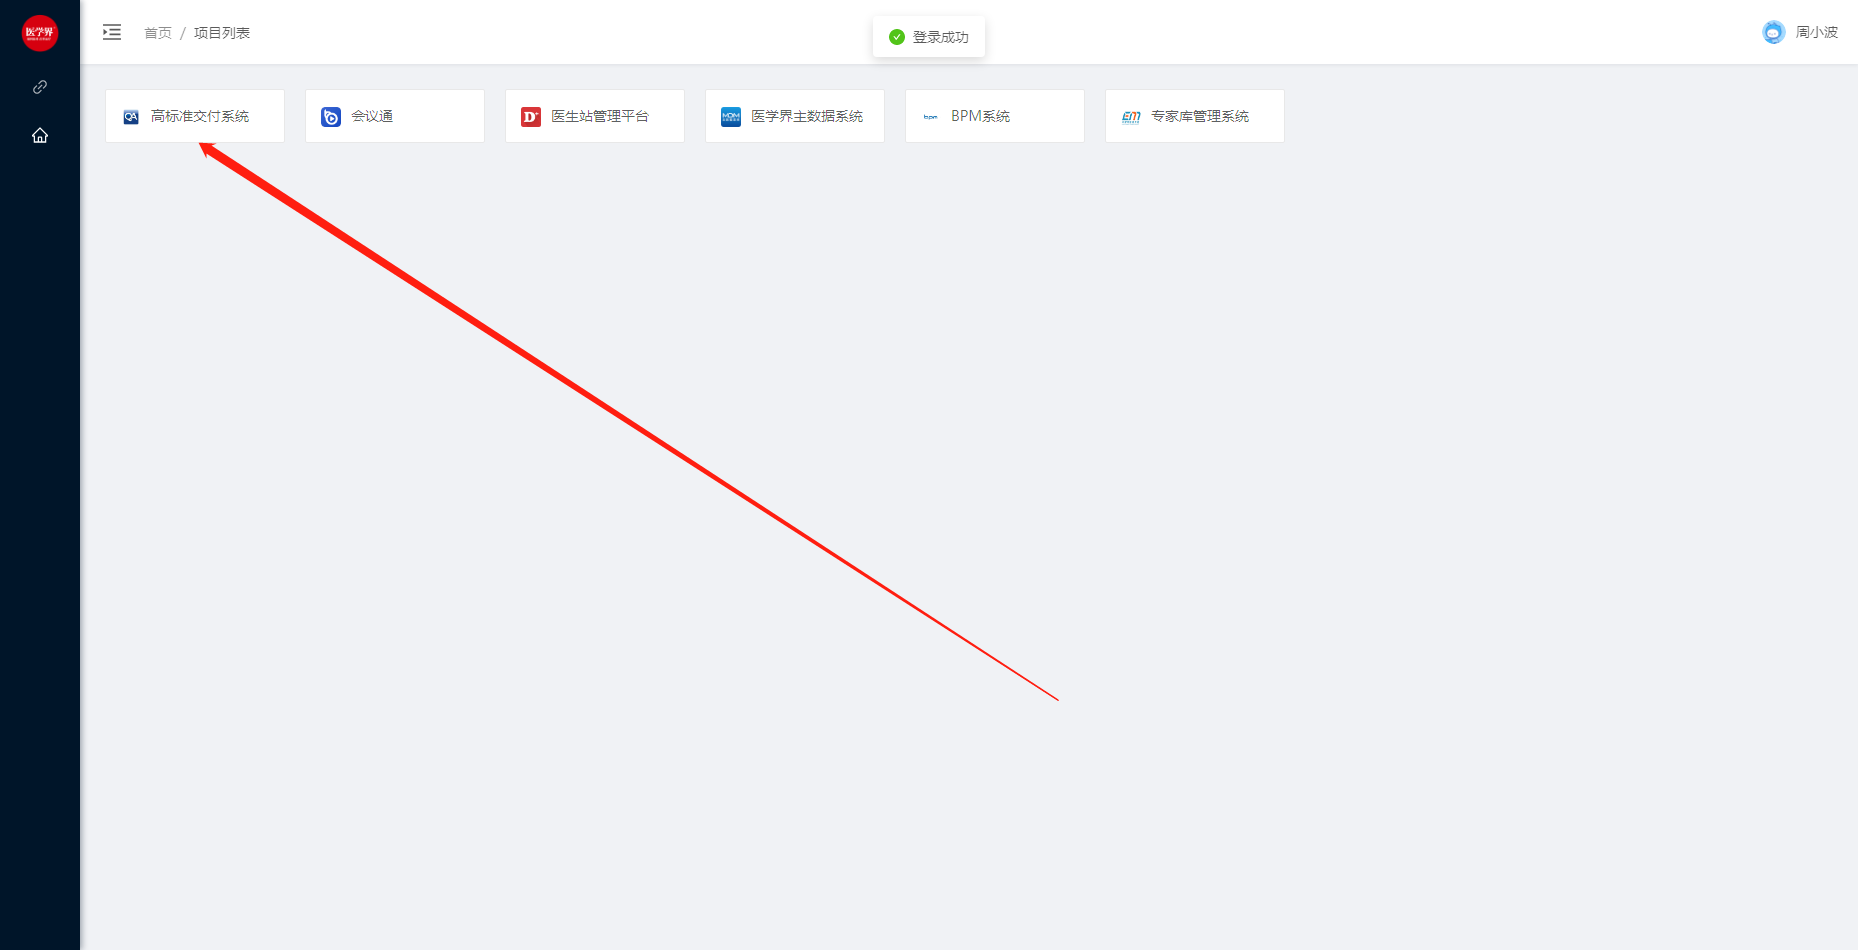 医学界
首页 / 项目列表
登录成功
周小波
QA 高标准交付系统
会议通
D+ 医生站管理平台
MDM 医学界主数据系统
bpm BPM系统
EM 专家库管理系统